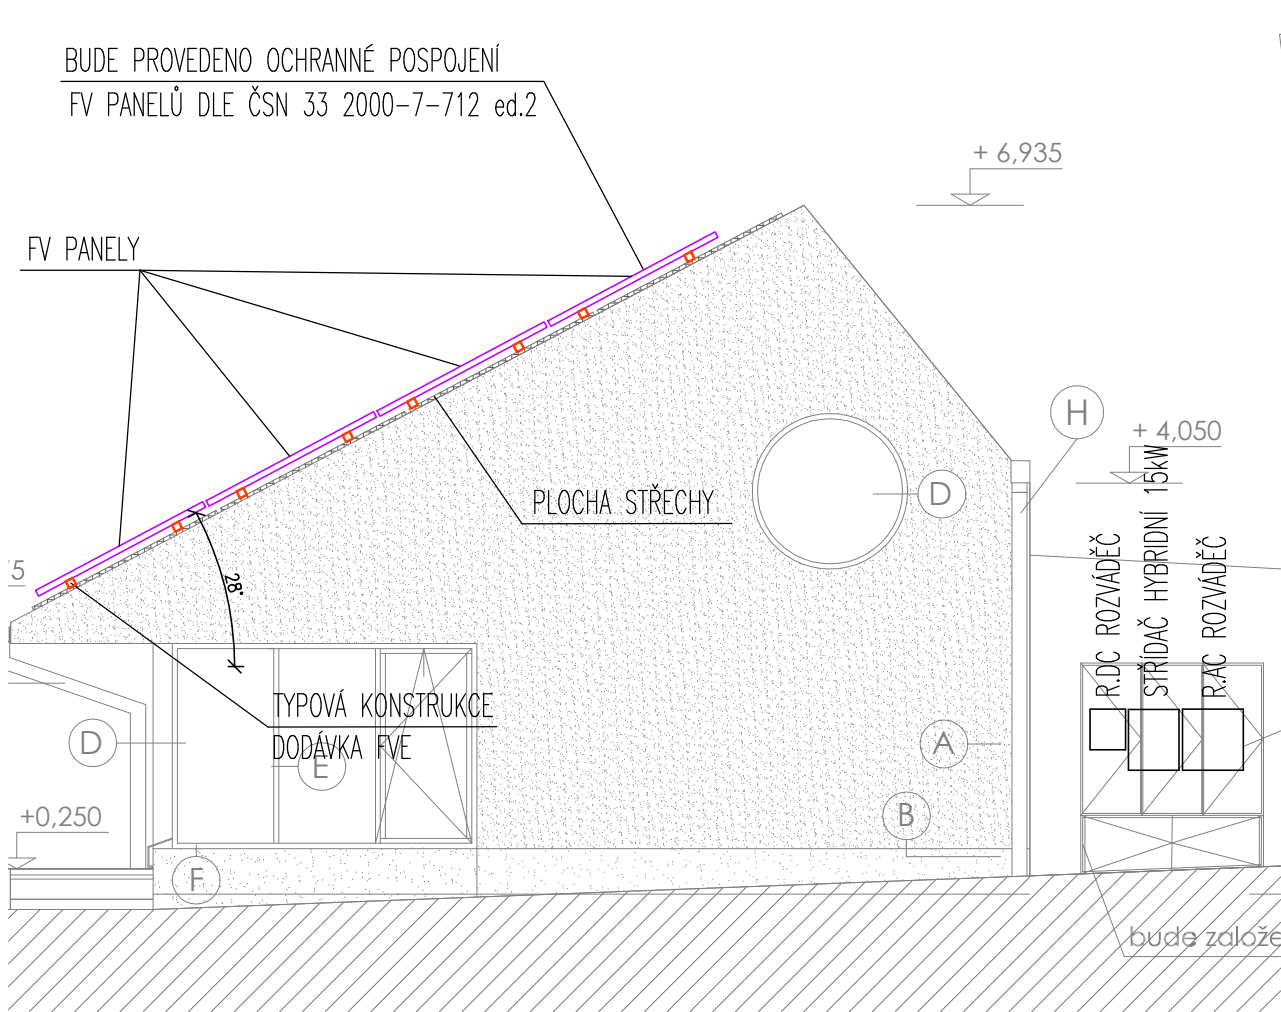 BUDE PROVEDENO OCHRANNÉ POSPOJENÍ
FV PANELŮ DLE ČSN 33 2000-7-712 ed.2
+ 6,935
FV PANELY
H
+ 4,050
D
PLOCHA STŘECHY
R.DC ROZVÁDĚČ
STŘÍDAČ HYBRIDNÍ 15kW
R.AC ROZVÁDĚČ
5
28°
TYPOVÁ KONSTRUKCE
DODÁVKA FVE
D
E
A
B
+0,250
F
bude založe